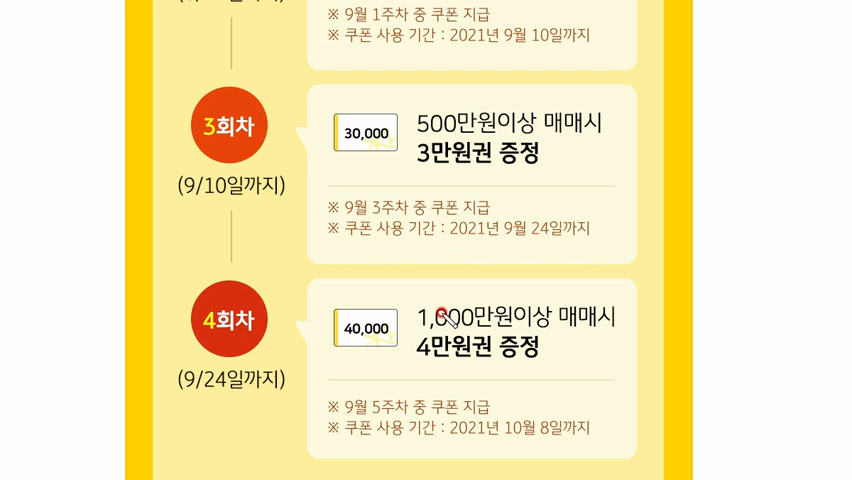 ※ 9월 1주차 중 쿠폰 지급
※ 쿠폰 사용 기간 : 2021년 9월 10일까지
3회차
(9/10일까지)
30,000
500만원이상 매매시
3만원권 증정
※ 9월 3주차 중 쿠폰 지급
※ 쿠폰 사용 기간 : 2021년 9월 24일까지
4회차
(9/24일까지)
40,000
1,000만원이상 매매시
4만원권 증정
※ 9월 5주차 중 쿠폰 지급
※ 쿠폰 사용 기간 : 2021년 10월 8일까지